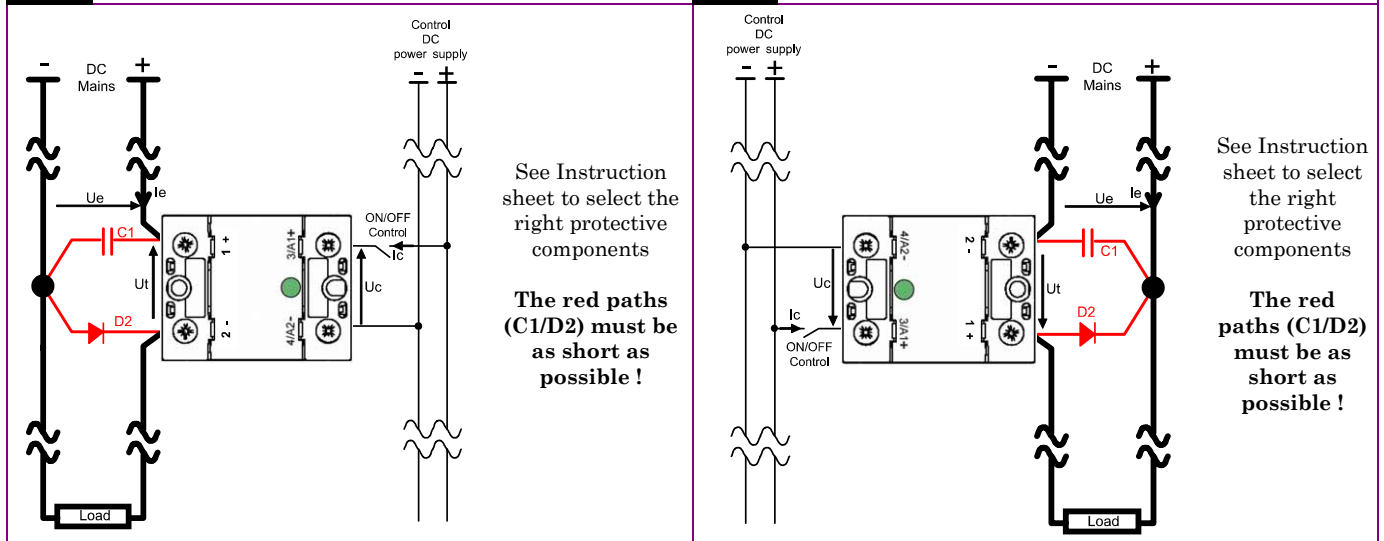 Control
DC
power supply
- +
DC
Mains
- +
Ue
Ie
C1
Ut
D2
1 +
2 -
3/A1+
4/A2-
ON/OFF
Control
Ic
Uc
Load
See Instruction
sheet to select the
right protective
components
The red paths
(C1/D2) must be
as short as
possible !
Control
DC
power supply
- +
DC
Mains
- +
Ue
Ie
C1
Ut
D2
4/A2-
3/A1+
2 -
1 +
Uc
Ic
ON/OFF
Control
Load
See Instruction
sheet to select
the right
protective
components
The red
paths (C1/D2)
must be as
short as
possible !